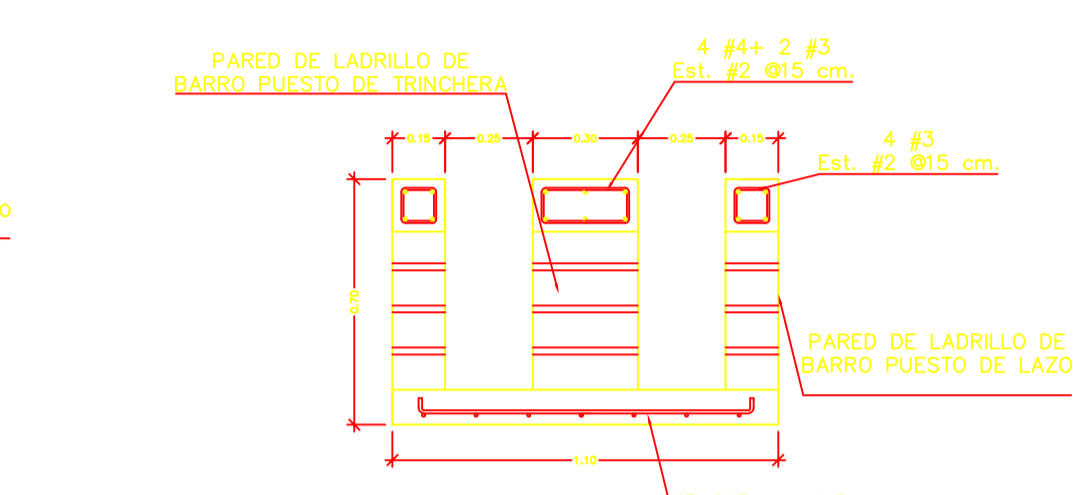 4 #4+ 2 #3
Est. #2 @15 cm.
PARED DE LADRILLO DE
BARRO PUESTO DE TRINCHERA
4 #3
Est. #2 @15 cm.
0.15
0.25
0.30
0.25
0.15
0.70
PARED DE LADRILLO DE
BARRO PUESTO DE LAZO
1.10